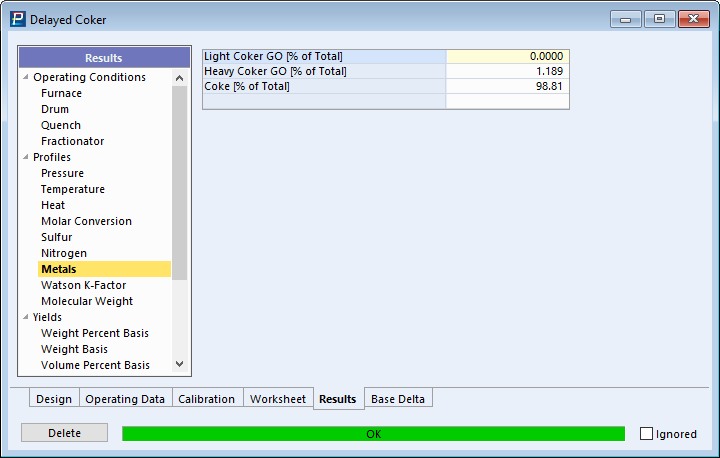 Delayed Coker
Results
Operating Conditions
Furnace
Drum
Quench
Fractionator
Profiles
Pressure
Temperature
Heat
Molar Conversion
Sulfur
Nitrogen
Metals
Watson K-Factor
Molecular Weight
Yields
Weight Percent Basis
Weight Basis
Volume Percent Basis
Light Coker GO [% of Total] 0.0000
Heavy Coker GO [% of Total] 1.189
Coke [% of Total] 98.81
Design Operating Data Calibration Worksheet Results Base Delta
Delete OK Ignored